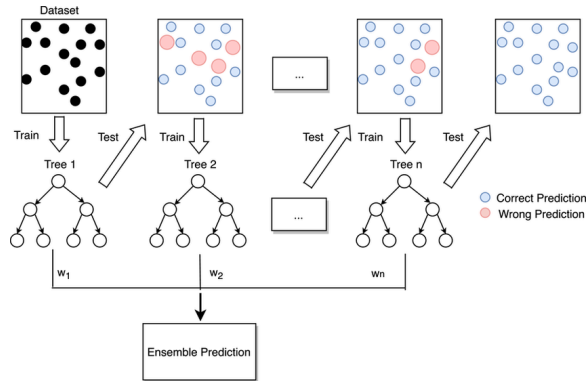 Dataset
...
Train
Test
Train
Test
Train
Test
Tree 1
Tree 2
Tree n
...
Correct Prediction
Wrong Prediction
w1
w2
wn
Ensemble Prediction